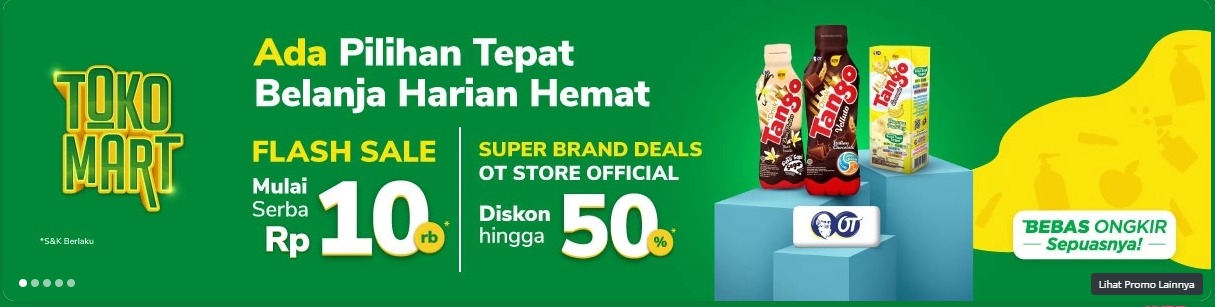 TOKO
MART
*S&K Berlaku
Ada Pilihan Tepat
Belanja Harian Hemat
FLASH SALE
Mulai
Serba
Rp 10 rb*
SUPER BRAND DEALS
OT STORE OFFICIAL
Diskon
hingga 50%*
Tango
Tango
Velluto
Tango
OT
BEBAS ONGKIR
Sepuasnya!
Lihat Promo Lainnya